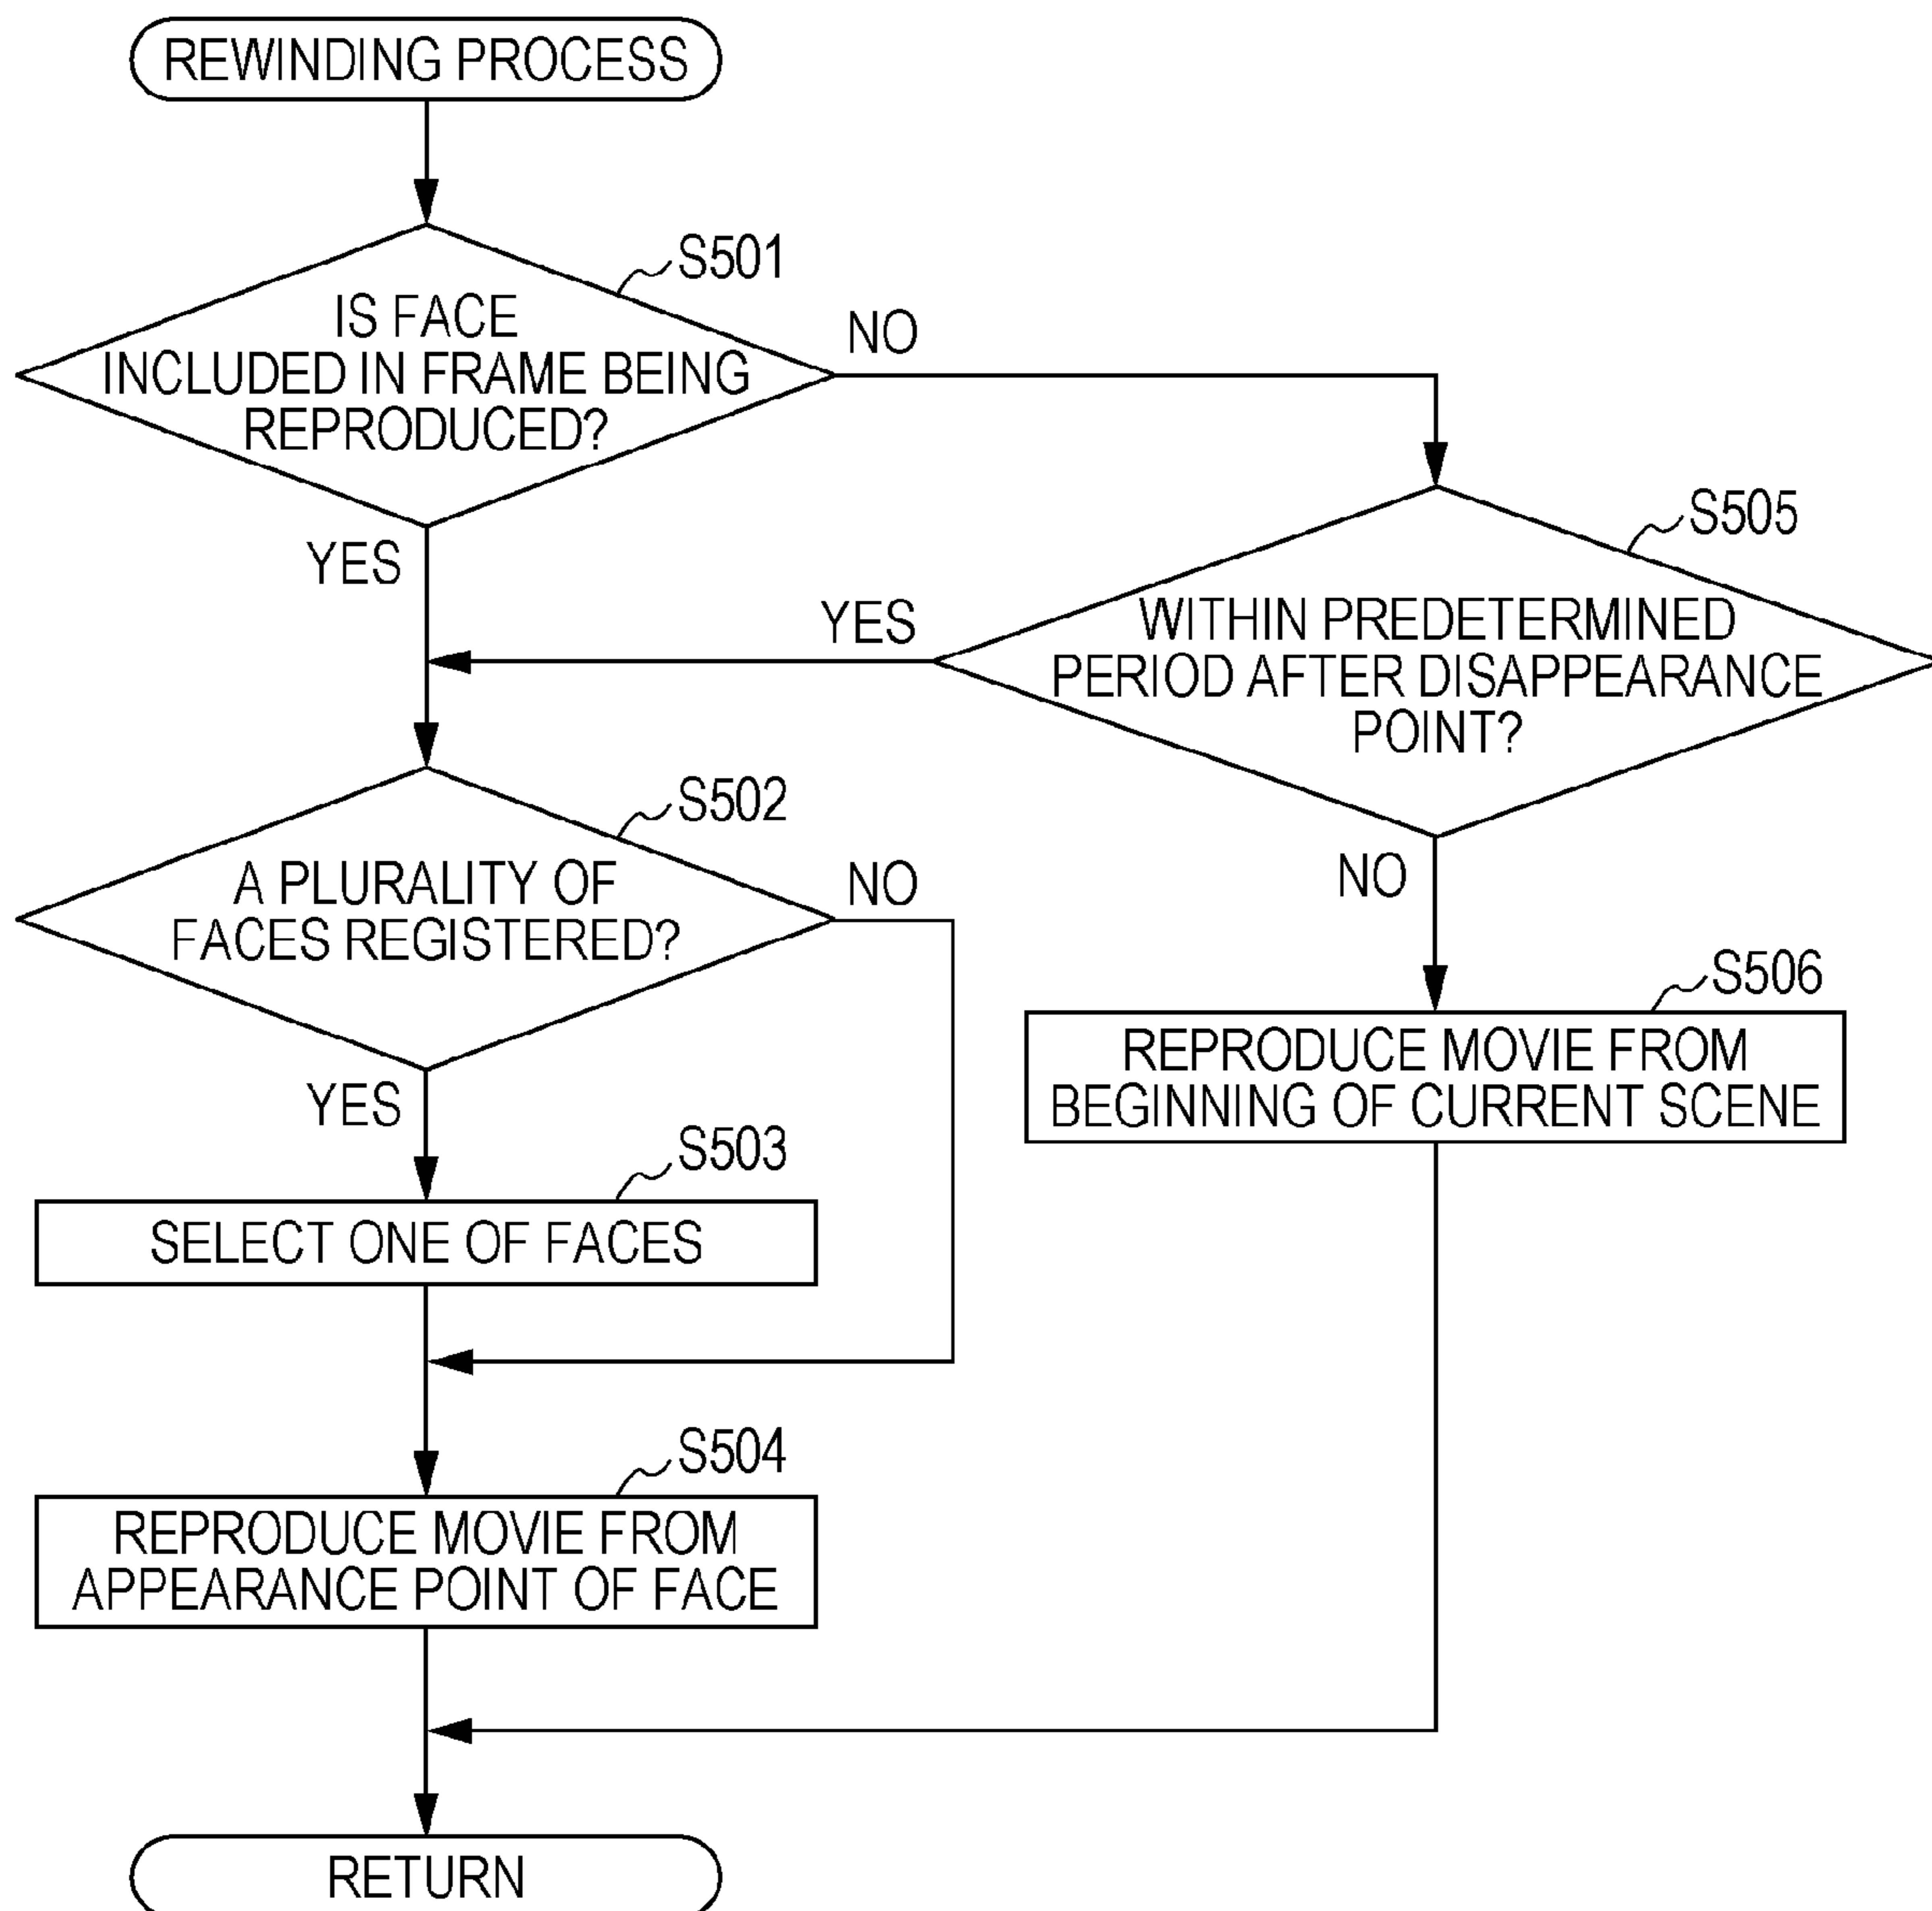 REWINDING PROCESS
S501
IS FACE
INCLUDED IN FRAME BEING
REPRODUCED?
NO
YES
S505
WITHIN PREDETERMINED
PERIOD AFTER DISAPPEARANCE
POINT?
YES
NO
S502
A PLURALITY OF
FACES REGISTERED?
NO
YES
S506
REPRODUCE MOVIE FROM
BEGINNING OF CURRENT SCENE
S503
SELECT ONE OF FACES
S504
REPRODUCE MOVIE FROM
APPEARANCE POINT OF FACE
RETURN